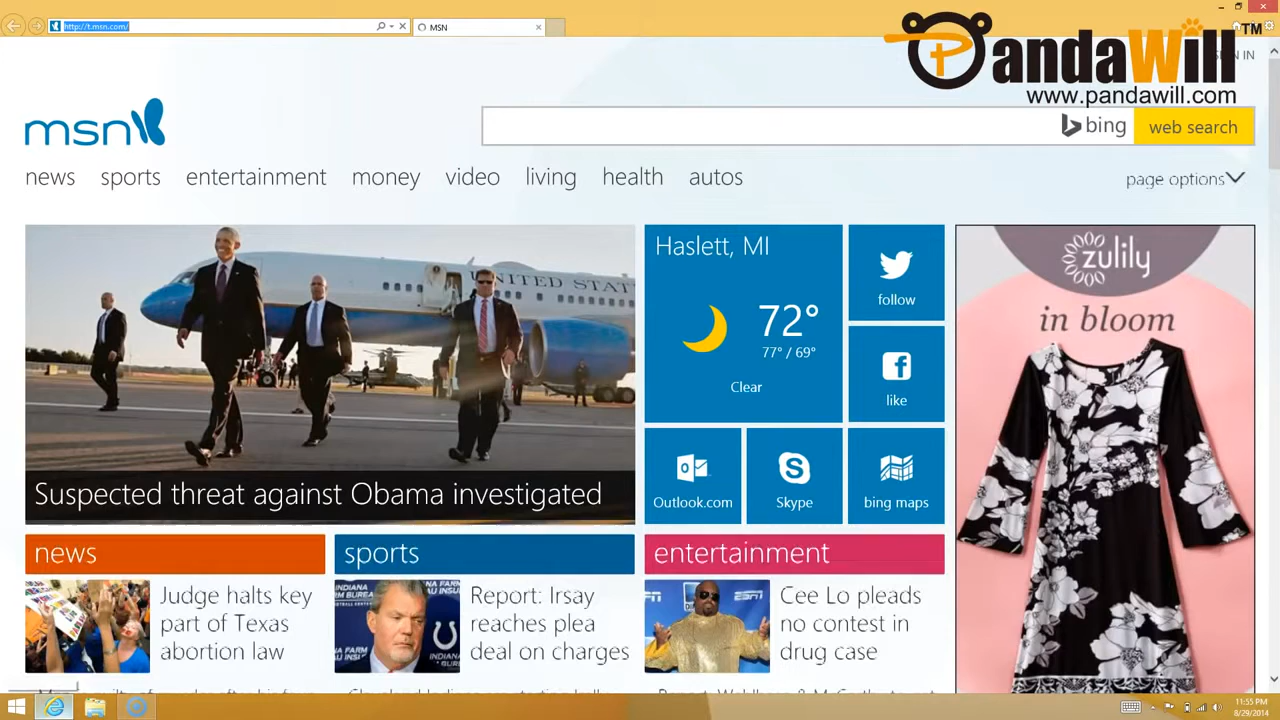 http://t.msn.com/
MSN
PandaWill™
www.pandawill.com
IN
msn
bing
web search
news
sports
entertainment
money
video
living
health
autos
page options
Haslett, MI
72°
77° / 69°
Clear
follow
like
Outlook.com
Skype
bing maps
zulily
in bloom
UNITED STATES
Suspected threat against Obama investigated
news
Judge halts key
part of Texas
abortion law
sports
Report: Irsay
reaches plea
deal on charges
entertainment
Cee Lo pleads
no contest in
drug case
11:55 PM
8/29/2014